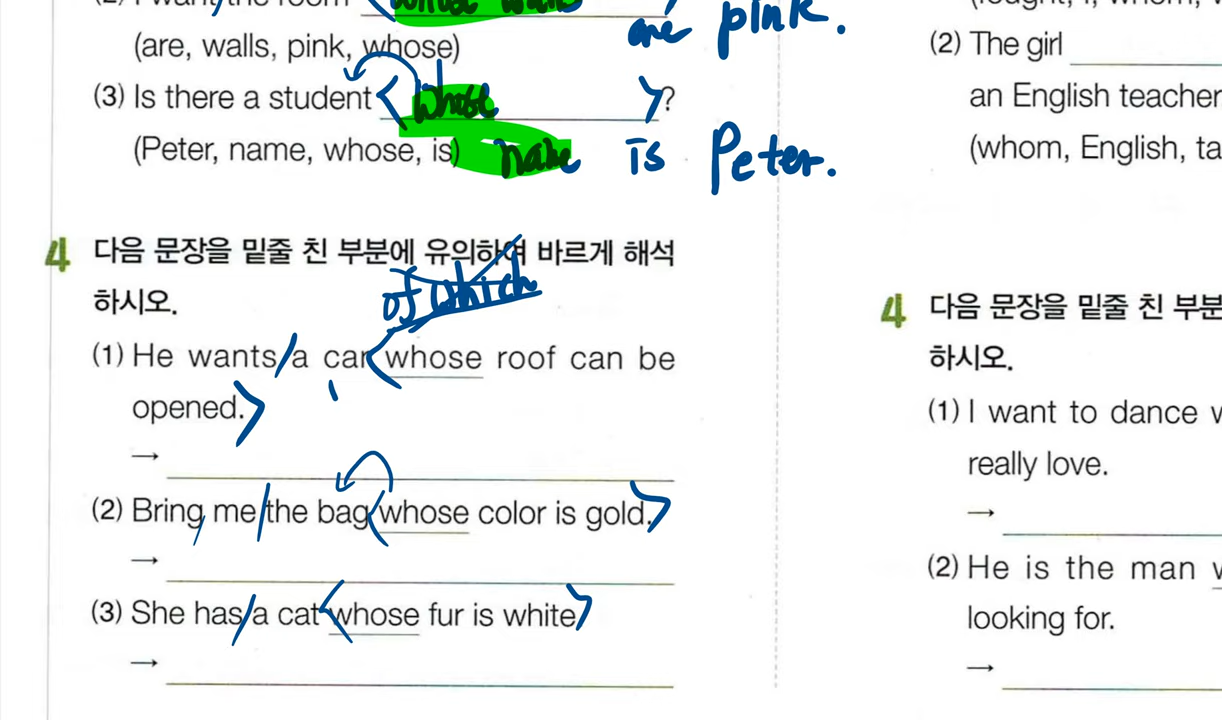 are pink.
(are, walls, pink, whose)
(3) Is there a student < whose >?
(Peter, name, whose, is) name is Peter.
4 다음 문장을 밑줄 친 부분에 유의하여 바르게 해석
하시오.
of which
(1) He wants / a car < whose roof can be
opened. >
→
(2) Bring me / the bag < whose color is gold. >
→
(3) She has / a cat < whose fur is white >
→
(2) The girl
an English teacher
(whom, English, ta
4 다음 문장을 밑줄 친 부분
하시오.
(1) I want to dance w
really love.
→
(2) He is the man w
looking for.
→